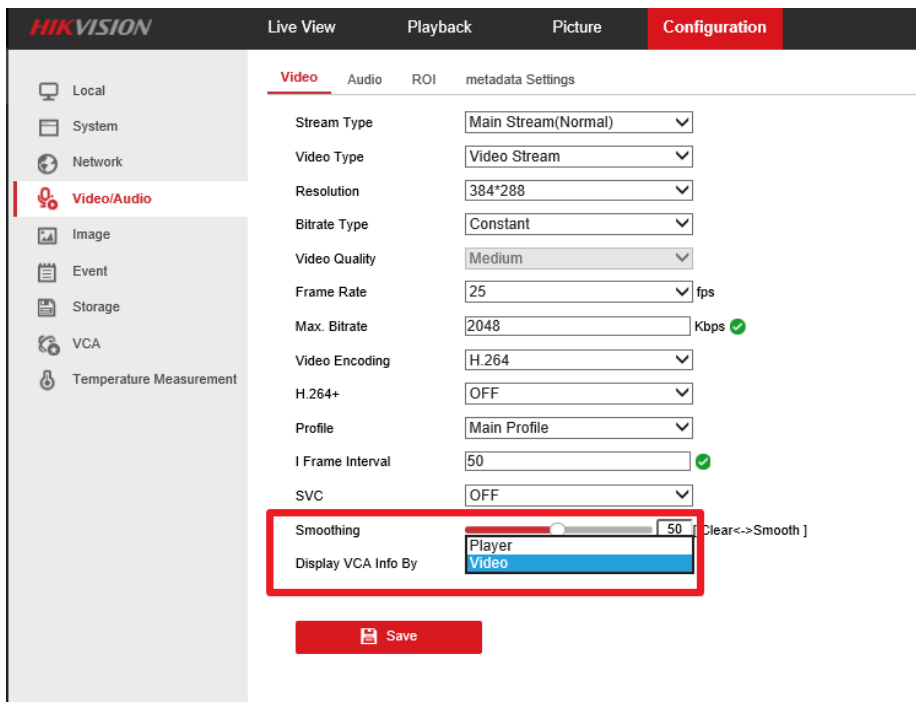 HIKVISION Live View Playback Picture Configuration
Local
System
Network
Video/Audio
Image
Event
Storage
VCA
Temperature Measurement
Video Audio ROI metadata Settings
Stream Type Main Stream(Normal)
Video Type Video Stream
Resolution 384*288
Bitrate Type Constant
Video Quality Medium
Frame Rate 25 fps
Max. Bitrate 2048 Kbps
Video Encoding H.264
H.264+ OFF
Profile Main Profile
I Frame Interval 50
SVC OFF
Smoothing 50 [ Clear<->Smooth ]
Player
Display VCA Info By Video
Save